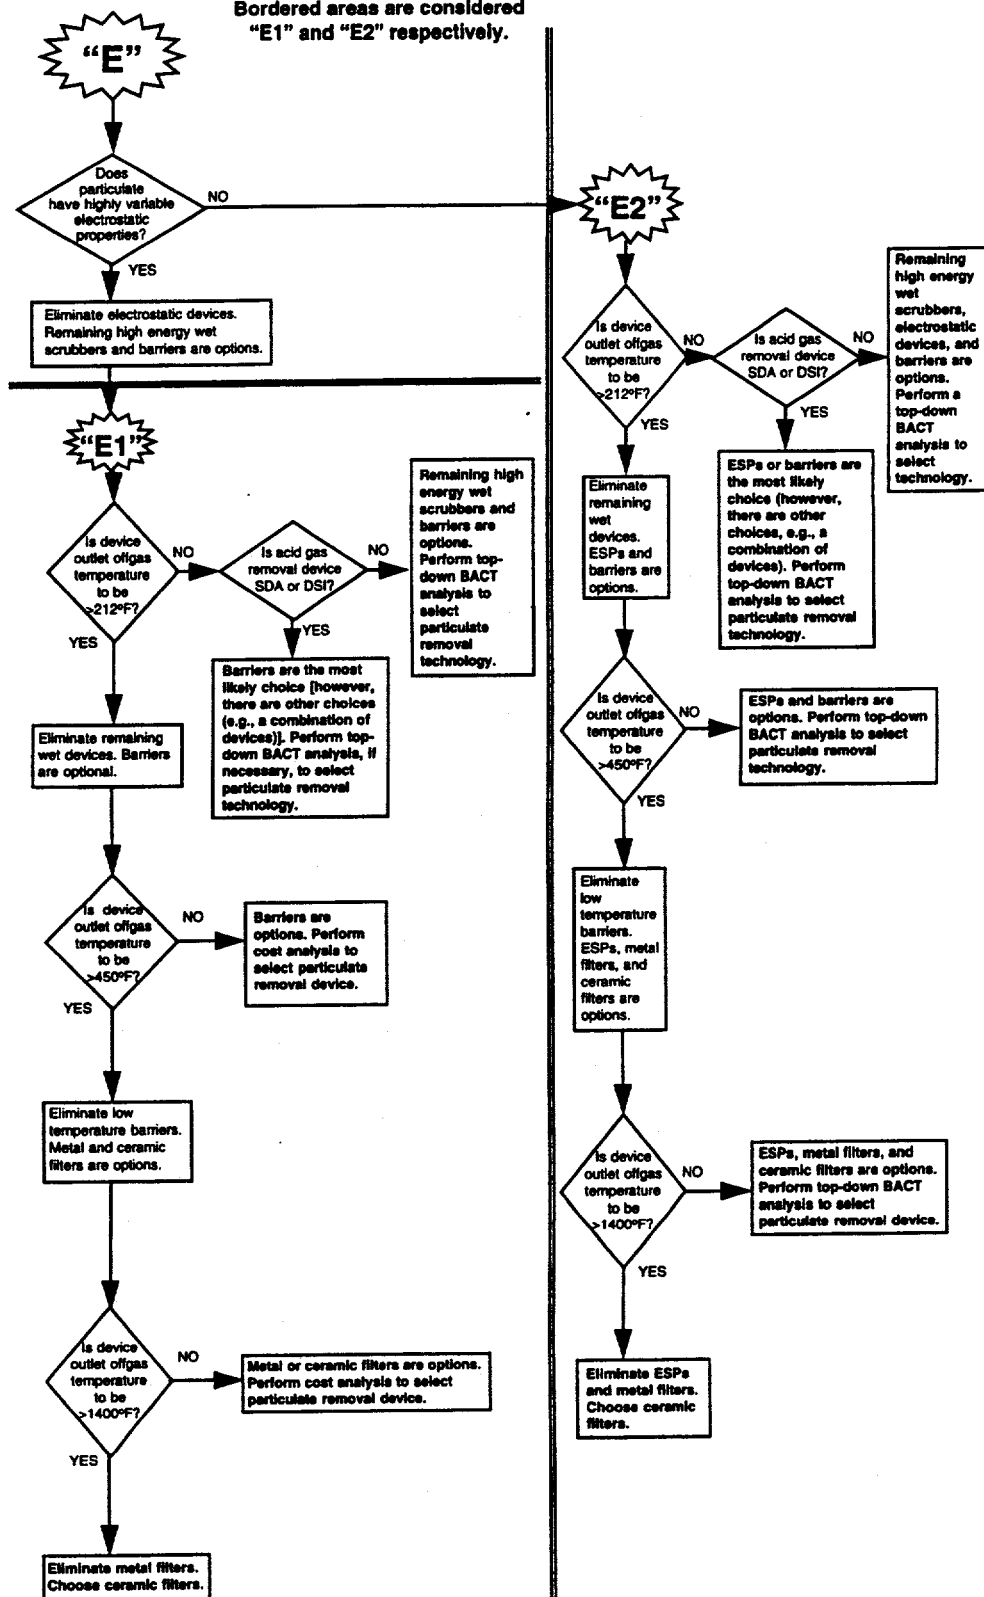 Bordered areas are considered
“E1” and “E2” respectively.
“E”
Does
particulate
have highly variable
electrostatic
properties?
NO
YES
Eliminate electrostatic devices.
Remaining high energy wet
scrubbers and barriers are options.
“E1”
Is device
outlet offgas
temperature
to be
>212ºF?
NO
YES
Is acid gas
removal device
SDA or DSI?
NO
YES
Remaining high
energy wet
scrubbers and
barriers are
options.
Perform top-
down BACT
analysis to
select
particulate
removal
technology.
Barriers are the most
likely choice [however,
there are other choices
(e.g., a combination of
devices)]. Perform top-
down BACT analysis, if
necessary, to select
particulate removal
technology.
Eliminate remaining
wet devices. Barriers
are optional.
Is device
outlet offgas
temperature
to be
>450ºF?
NO
YES
Barriers are
options. Perform
cost analysis to
select particulate
removal device.
Eliminate low
temperature barriers.
Metal and ceramic
filters are options.
Is device
outlet offgas
temperature
to be
>1400ºF?
NO
YES
Metal or ceramic filters are options.
Perform cost analysis to select
particulate removal device.
Eliminate metal filters.
Choose ceramic filters.
“E2”
Is device
outlet offgas
temperature
to be
>212ºF?
NO
YES
Is acid gas
removal device
SDA or DSI?
NO
YES
Remaining
high energy
wet
scrubbers,
electrostatic
devices, and
barriers are
options.
Perform a
top-down
BACT
analysis to
select
technology.
ESPs or barriers are
the most likely
choice (however,
there are other
choices, e.g., a
combination of
devices). Perform
top-down BACT
analysis to select
particulate removal
technology.
Eliminate
remaining
wet
devices.
ESPs and
barriers are
options.
Is device
outlet offgas
temperature
to be
>450ºF?
NO
YES
ESPs and barriers are
options. Perform top-down
BACT analysis to select
particulate removal
technology.
Eliminate
low
temperature
barriers.
ESPs, metal
filters, and
ceramic
filters are
options.
Is device
outlet offgas
temperature
to be
>1400ºF?
NO
YES
ESPs, metal filters, and
ceramic filters are options.
Perform top-down BACT
analysis to select
particulate removal device.
Eliminate ESPs
and metal filters.
Choose ceramic
filters.